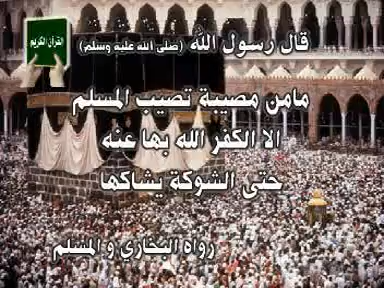 القرآن الكريم
قال رسول الله (صلى الله علية وسلم)
مامن مصيبة تصيب المسلم
الا الكفر الله بها عنه
حتى الشوكة يشاكها
رواه البخاري و المسلم